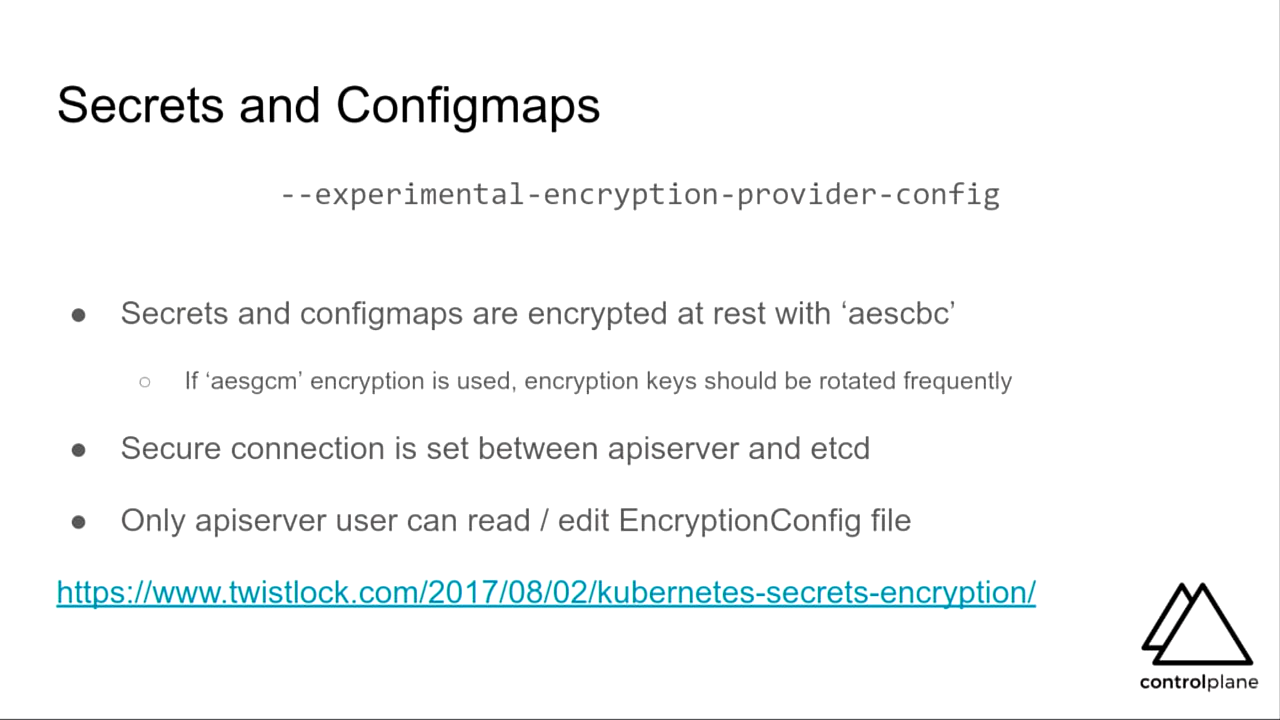 Secrets and Configmaps
--experimental-encryption-provider-config
● Secrets and configmaps are encrypted at rest with ‘aescbc’
○ If ‘aesgcm’ encryption is used, encryption keys should be rotated frequently
● Secure connection is set between apiserver and etcd
● Only apiserver user can read / edit EncryptionConfig file
https://www.twistlock.com/2017/08/02/kubernetes-secrets-encryption/
controlplane